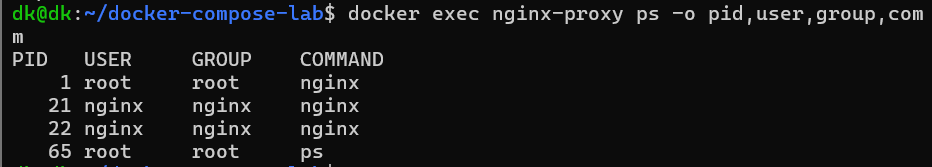 dk@dk:~/docker-compose-lab$ docker exec nginx-proxy ps -o pid,user,group,com
m
PID   USER     GROUP    COMMAND
    1 root     root     nginx
   21 nginx    nginx    nginx
   22 nginx    nginx    nginx
   65 root     root     ps